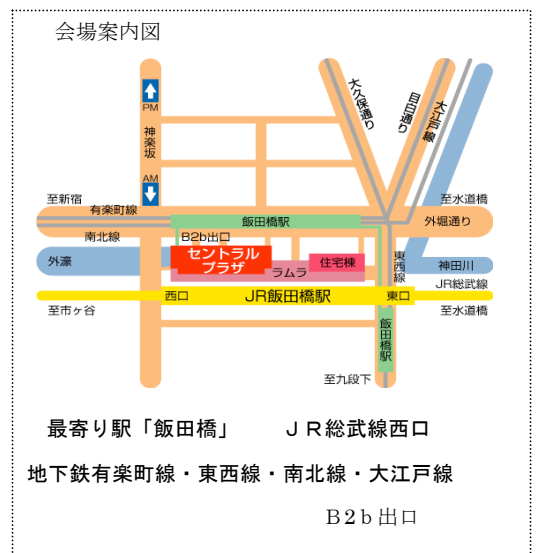 会場案内図
PM
神楽坂
AM
大久保通り
目白通り
大江戸線
至新宿
有楽町線
南北線
飯田橋駅
至水道橋
外堀通り
B2b出口
外濠
セントラル
プラザ
ラムラ
住宅棟
東西線
神田川
JR総武線
西口
JR飯田橋駅
東口
至市ヶ谷
至水道橋
飯田橋駅
至九段下
最寄り駅「飯田橋」　　ＪＲ総武線西口
地下鉄有楽町線・東西線・南北線・大江戸線
B2b出口